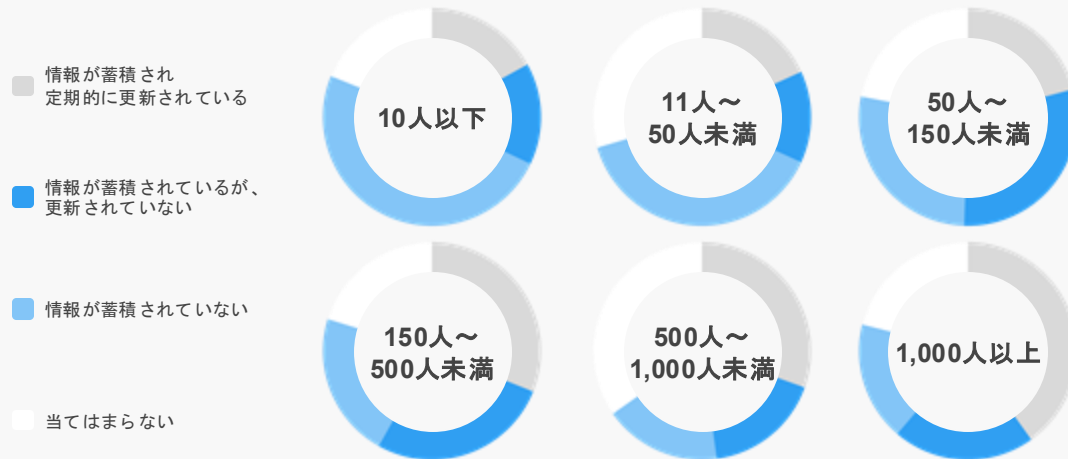 情報が蓄積され
定期的に更新されている
情報が蓄積されているが、
更新されていない
情報が蓄積されていない
当てはまらない
10人以下
11人～
50人未満
50人～
150人未満
150人～
500人未満
500人～
1,000人未満
1,000人以上